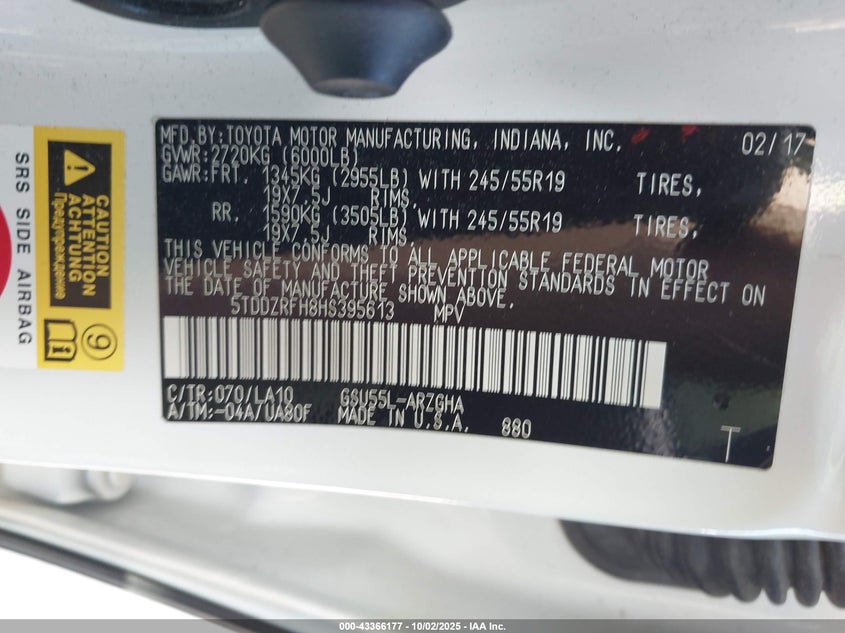 MFD.BY:TOYOTA MOTOR MANUFACTURING, INDIANA, INC. 02/17
GVWR:2720KG (6000LB)
GAWR:FRT. 1345KG (2955LB) WITH 245/55R19 TIRES,
19X7.5J RIMS,
RR. 1590KG (3505LB) WITH 245/55R19 TIRES,
19X7.5J RIMS,
THIS VEHICLE CONFORMS TO ALL APPLICABLE FEDERAL MOTOR
VEHICLE SAFETY AND THEFT PREVENTION STANDARDS IN EFFECT ON
THE DATE OF MANUFACTURE SHOWN ABOVE.
5TDDZRFH8HS395613 MPV
C/TR:070/LA10 GSU55L-ARZGHA
A/TM:-04A/UA80F MADE IN U.S.A. 880
T
CAUTION
ATTENTION
ACHTUNG
Предупреждение
9
SRS SIDE AIRBAG
000-43366177 - 10/02/2025 - IAA Inc.